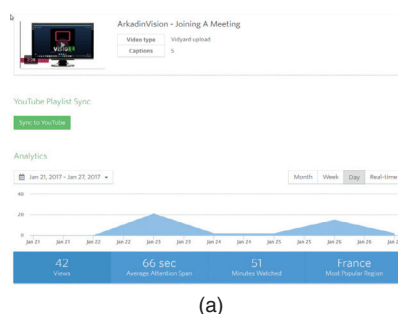 ArkadinVision - Joining A Meeting
Video type Vidyard upload
Captions 5
YouTube Playlist Sync
Sync to YouTube
Analytics
Jan 21, 2017 - Jan 27, 2017
Month Week Day Real-time
40
20
Jan 21 Jan 21 Jan 22 Jan 22 Jan 23 Jan 23 Jan 24 Jan 24 Jan 25 Jan 25 Jan 26 Jan 26
42 66 sec 51 France
Views Average Attention Span Minutes Watched Most Popular Region
(a)